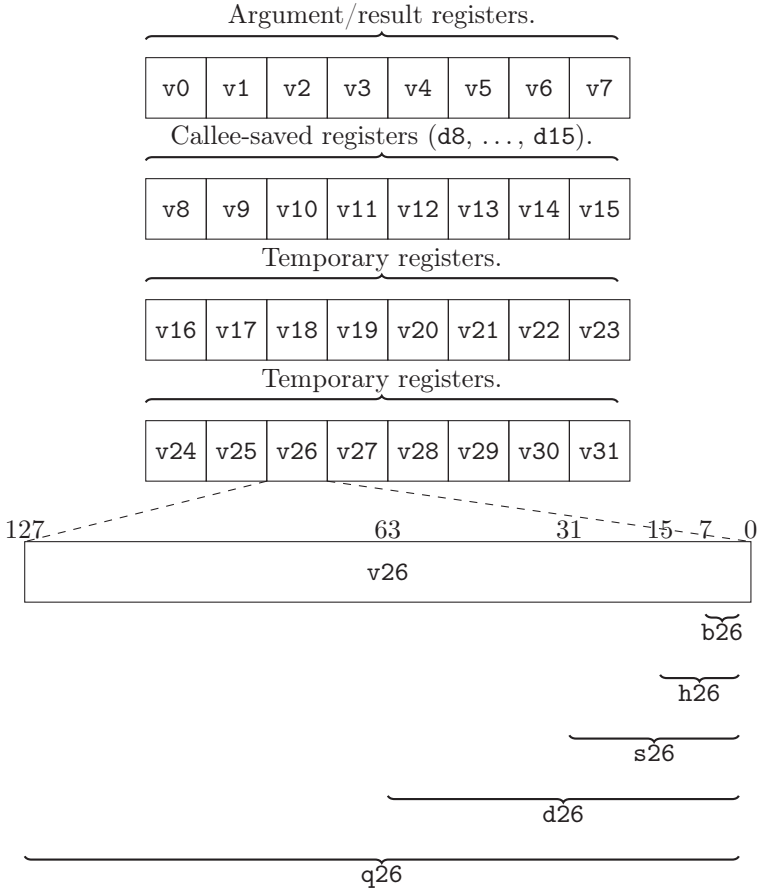 Argument/result registers.
v0 v1 v2 v3 v4 v5 v6 v7
Callee-saved registers (d8, ..., d15).
v8 v9 v10 v11 v12 v13 v14 v15
Temporary registers.
v16 v17 v18 v19 v20 v21 v22 v23
Temporary registers.
v24 v25 v26 v27 v28 v29 v30 v31
127 63 31 15 7 0
v26
b26
h26
s26
d26
q26